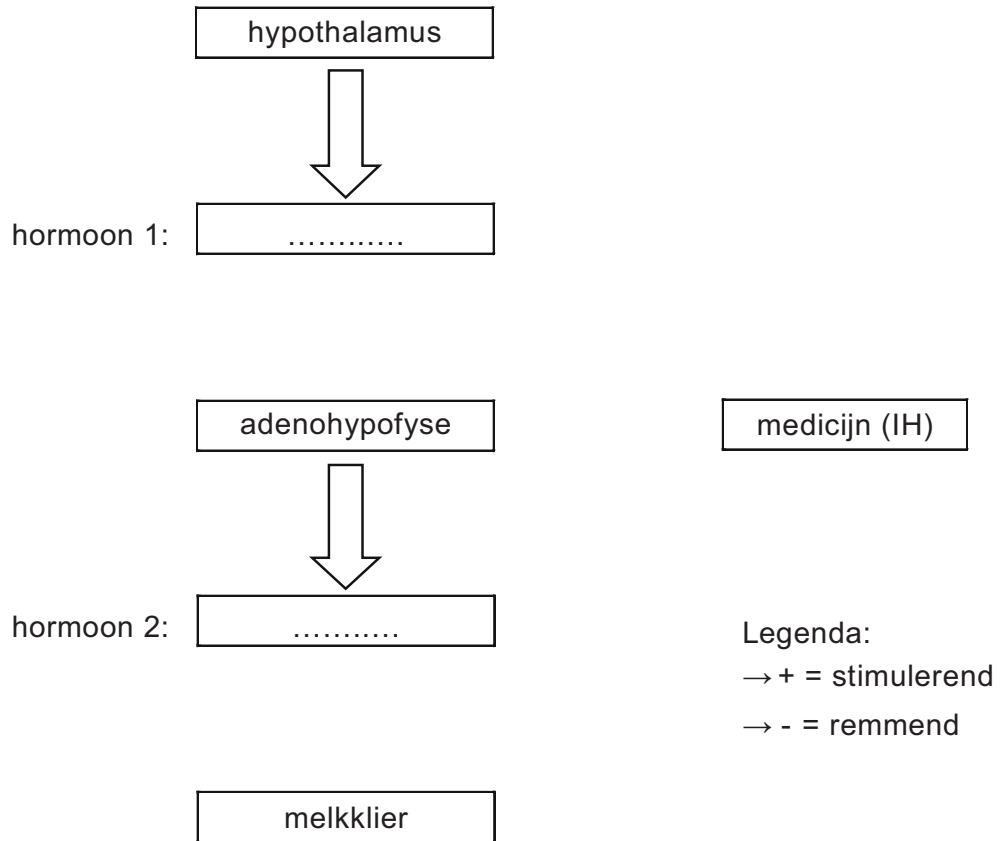 hypothalamus
hormoon 1: ............
adenohypofyse
medicijn (IH)
hormoon 2: ...........
Legenda:
→ + = stimulerend
→ - = remmend
melkklier